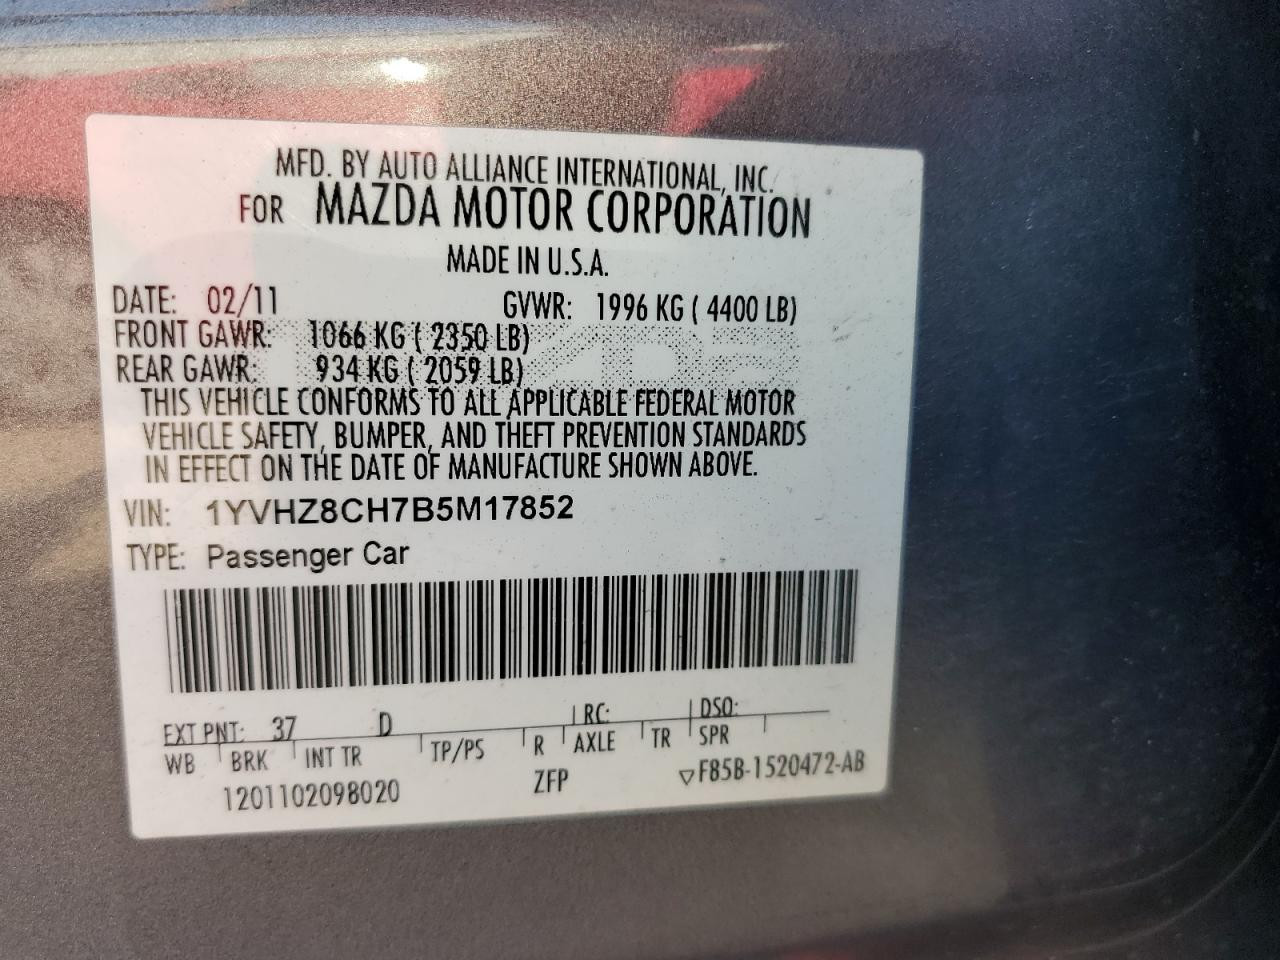 MFD. BY AUTO ALLIANCE INTERNATIONAL, INC.
FOR MAZDA MOTOR CORPORATION
MADE IN U.S.A.
DATE: 02/11 GVWR: 1996 KG ( 4400 LB)
FRONT GAWR: 1066 KG ( 2350 LB)
REAR GAWR: 934 KG ( 2059 LB)
THIS VEHICLE CONFORMS TO ALL APPLICABLE FEDERAL MOTOR
VEHICLE SAFETY, BUMPER, AND THEFT PREVENTION STANDARDS
IN EFFECT ON THE DATE OF MANUFACTURE SHOWN ABOVE.
VIN: 1YVHZ8CH7B5M17852
TYPE: Passenger Car
EXT PNT: 37 D RC: DSO:
WB BRK INT TR TP/PS R AXLE TR SPR
1201102098020 ZFP ▽F85B-1520472-AB